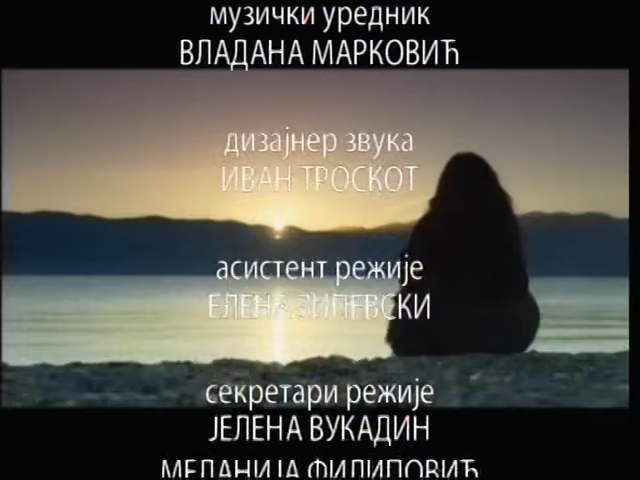 музички уредник
ВЛАДАНА МАРКОВИЋ
дизајнер звука
ИВАН ТРОСКОТ
асистент режије
ЕЛЕНА
секретари режије
ЈЕЛЕНА ВУКАДИН
МЕЛАНИЈА ФИЛИПОВИЋ